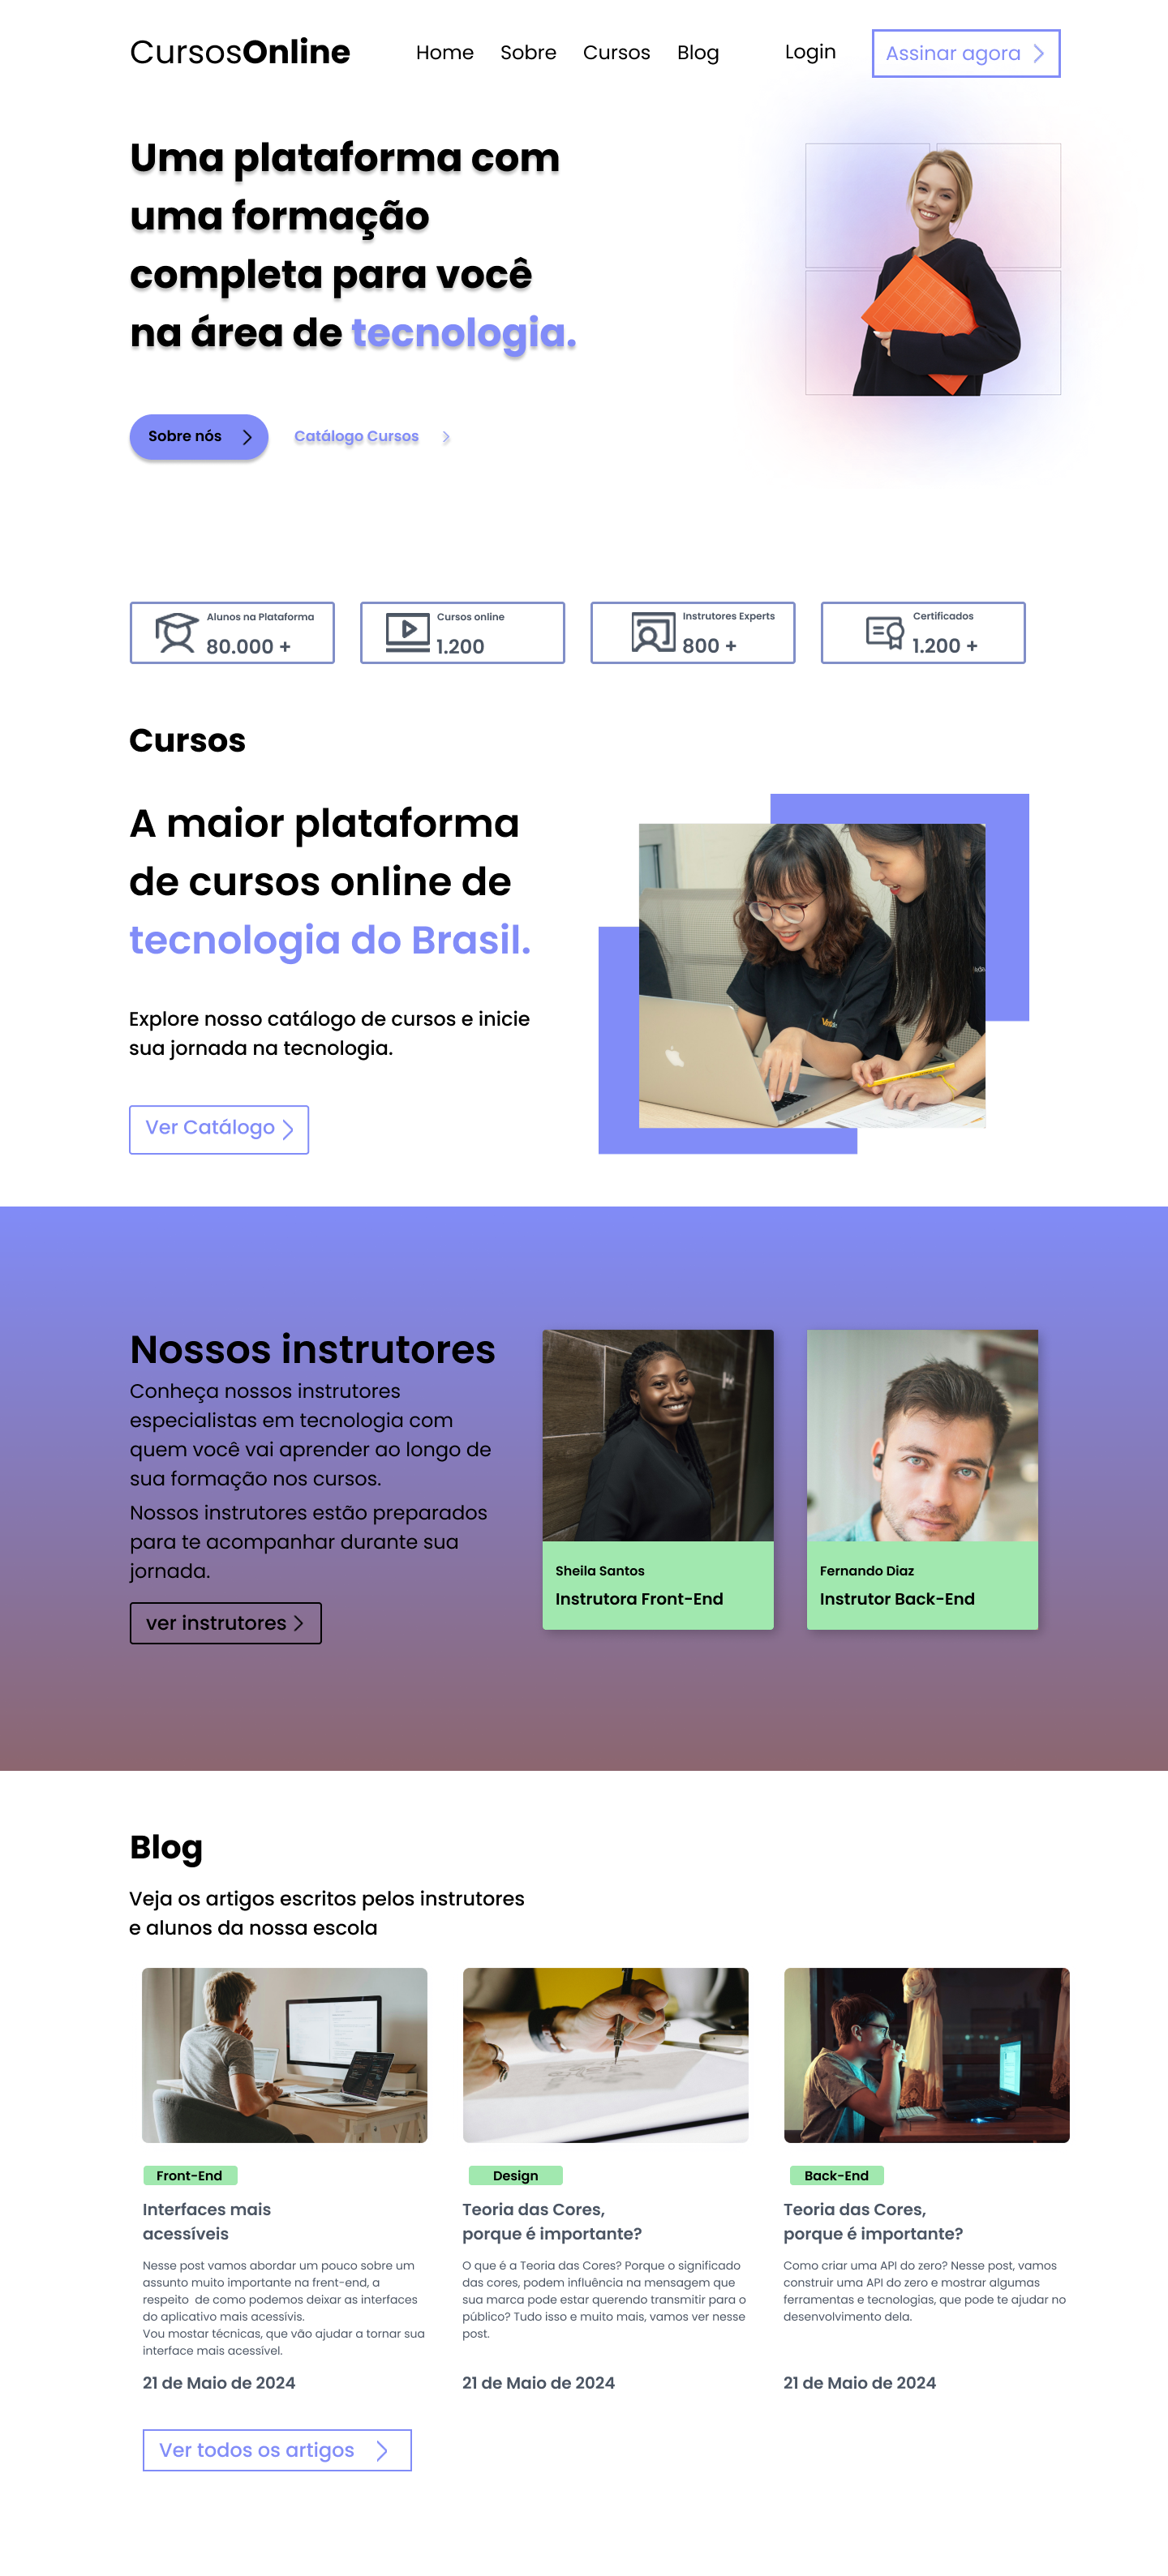 CursosOnline
Home Sobre Cursos Blog
Login
Assinar agora
Uma plataforma com
uma formação
completa para você
na área de tecnologia.
Sobre nós
Catálogo Cursos
Alunos na Plataforma
80.000 +
Cursos online
1.200
Instrutores Experts
800 +
Certificados
1.200 +
Cursos
A maior plataforma
de cursos online de
tecnologia do Brasil.
Explore nosso catálogo de cursos e inicie
sua jornada na tecnologia.
Ver Catálogo
Nossos instrutores
Conheça nossos instrutores
especialistas em tecnologia com
quem você vai aprender ao longo de
sua formação nos cursos.
Nossos instrutores estão preparados
para te acompanhar durante sua
jornada.
ver instrutores
Sheila Santos
Instrutora Front-End
Fernando Diaz
Instrutor Back-End
Blog
Veja os artigos escritos pelos instrutores
e alunos da nossa escola
Front-End
Interfaces mais
acessíveis
Nesse post vamos abordar um pouco sobre um
assunto muito importante na frent-end, a
respeito de como podemos deixar as interfaces
do aplicativo mais acessivis.
Vou mostar técnicas, que vão ajudar a tornar sua
interface mais acessível.
21 de Maio de 2024
Design
Teoria das Cores,
porque é importante?
O que é a Teoria das Cores? Porque o significado
das cores, podem influência na mensagem que
sua marca pode estar querendo transmitir para o
público? Tudo isso e muito mais, vamos ver nesse
post.
21 de Maio de 2024
Back-End
Teoria das Cores,
porque é importante?
Como criar uma API do zero? Nesse post, vamos
construir uma API do zero e mostrar algumas
ferramentas e tecnologias, que pode te ajudar no
desenvolvimento dela.
21 de Maio de 2024
Ver todos os artigos